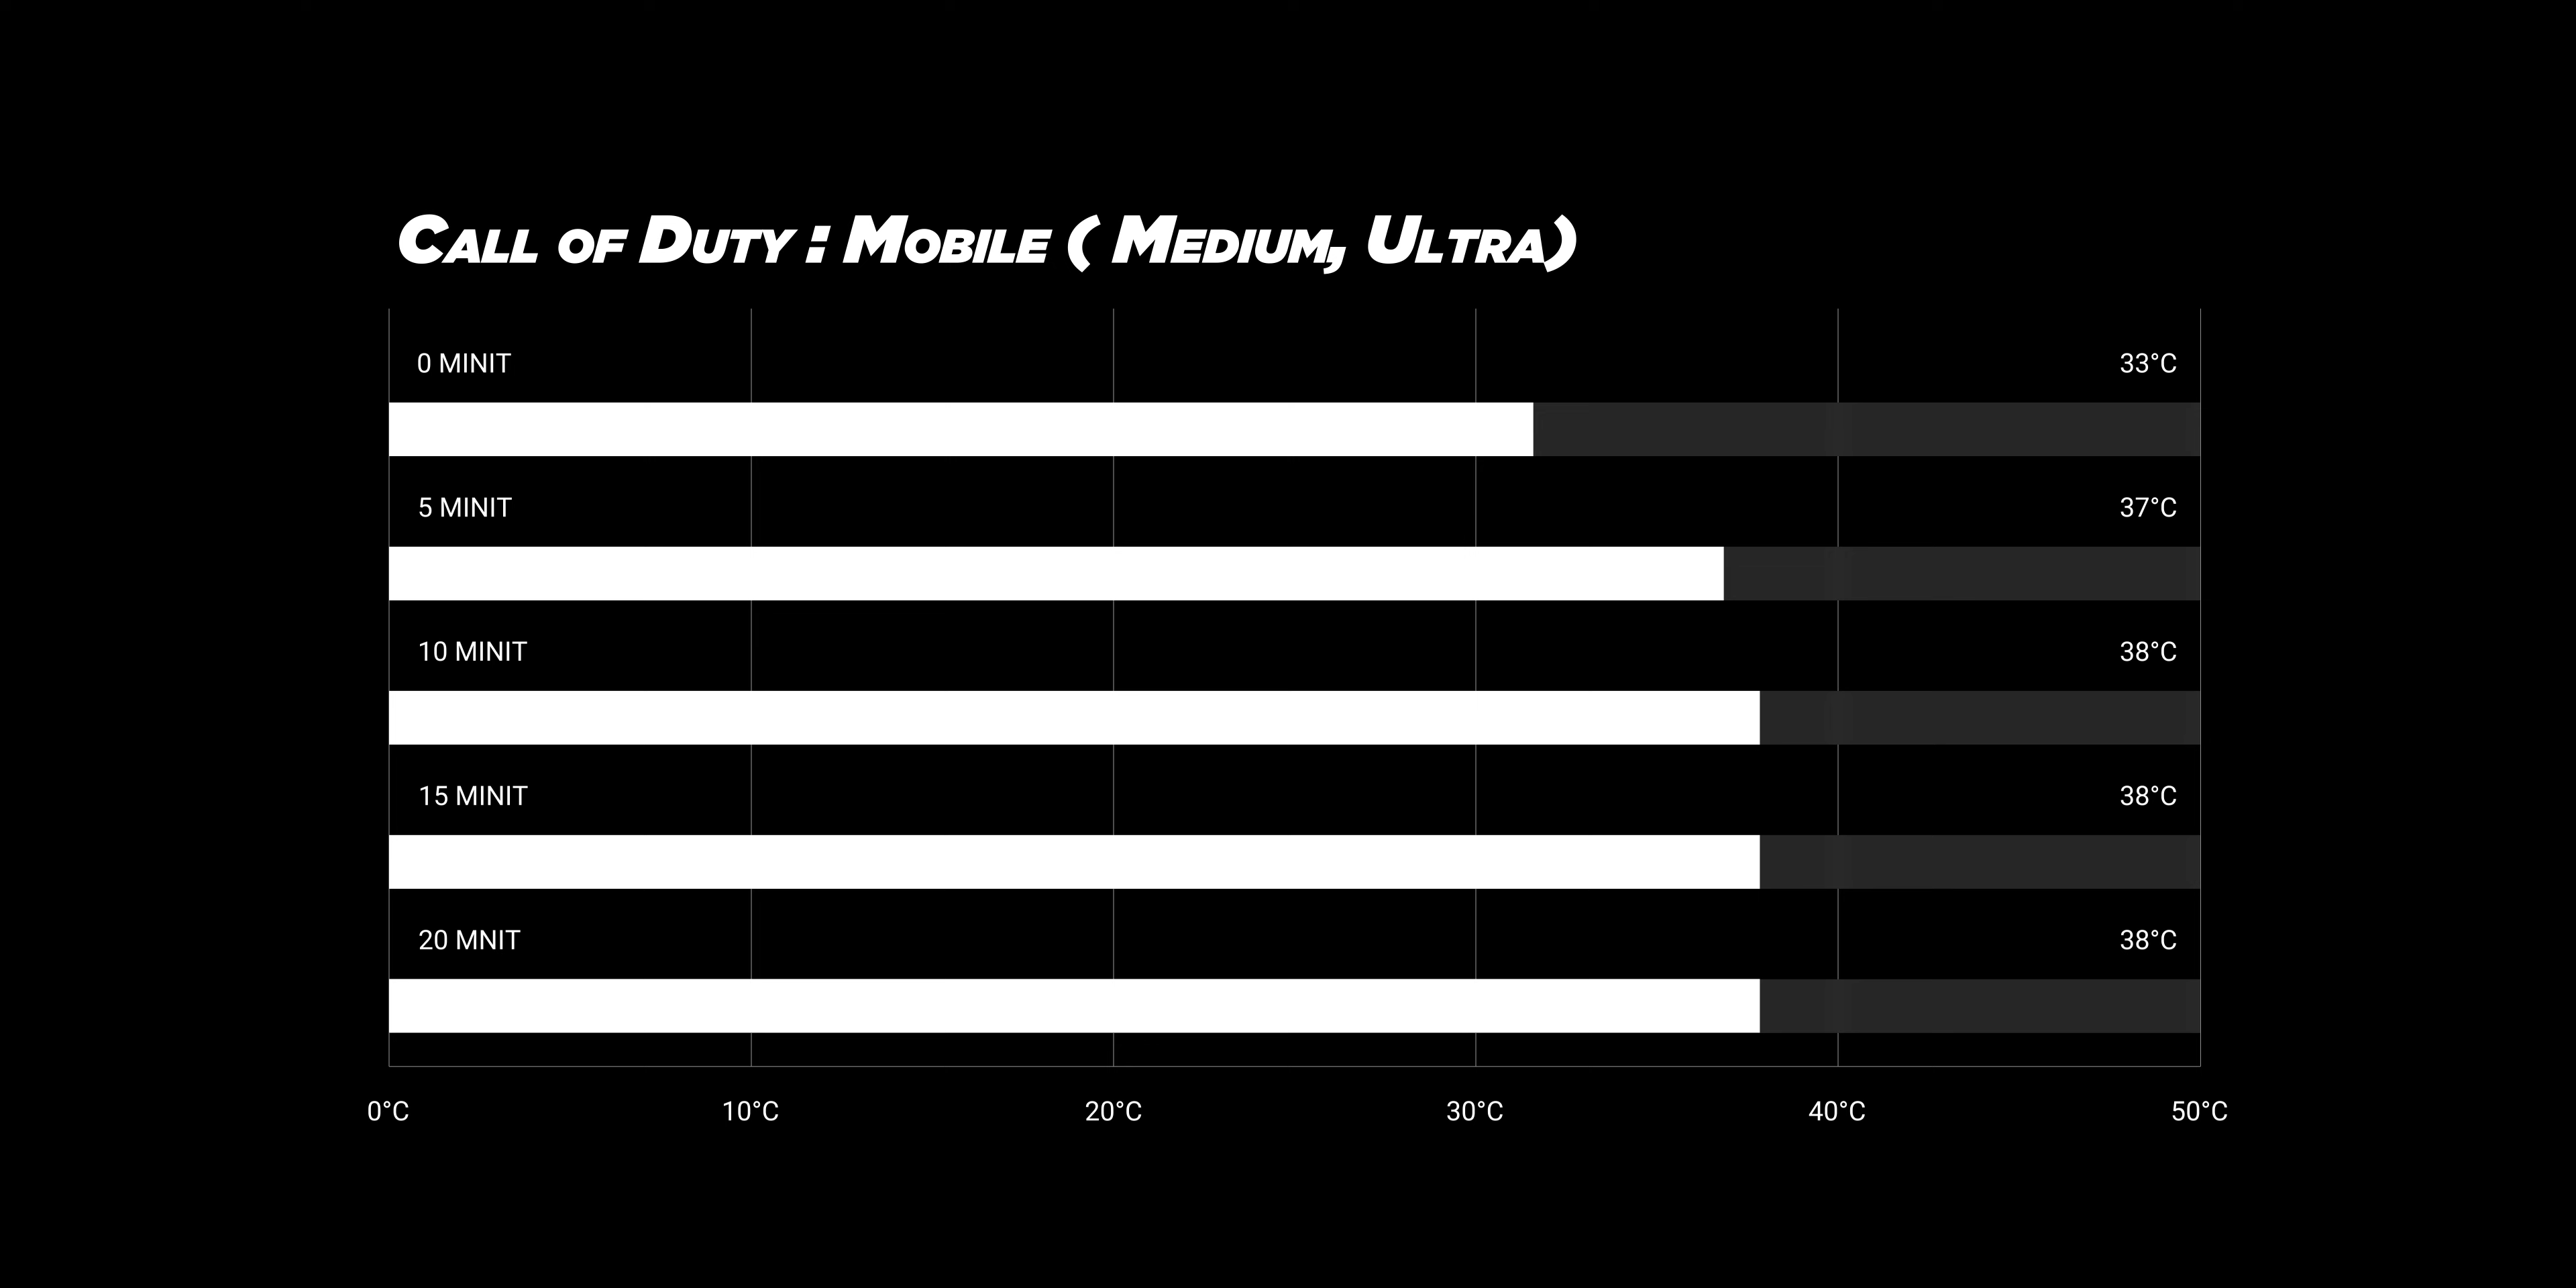 Call of Duty : Mobile ( Medium, Ultra)
0 MINIT 33°C
5 MINIT 37°C
10 MINIT 38°C
15 MINIT 38°C
20 MNIT 38°C
0°C 10°C 20°C 30°C 40°C 50°C